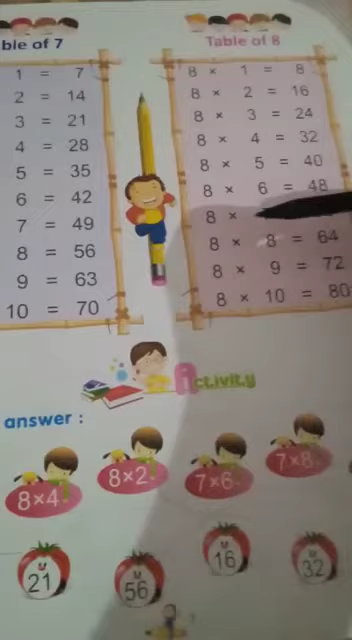 ble of 7
1 = 7
2 = 14
3 = 21
4 = 28
5 = 35
6 = 42
7 = 49
8 = 56
9 = 63
10 = 70
Table of 8
8 × 1 = 8
8 × 2 = 16
8 × 3 = 24
8 × 4 = 32
8 × 5 = 40
8 × 6 = 48
8 ×
8 × 8 = 64
8 × 9 = 72
8 × 10 = 80
Activity
answer :
8×4 8×2 7×6 7×8
21 56 16 32